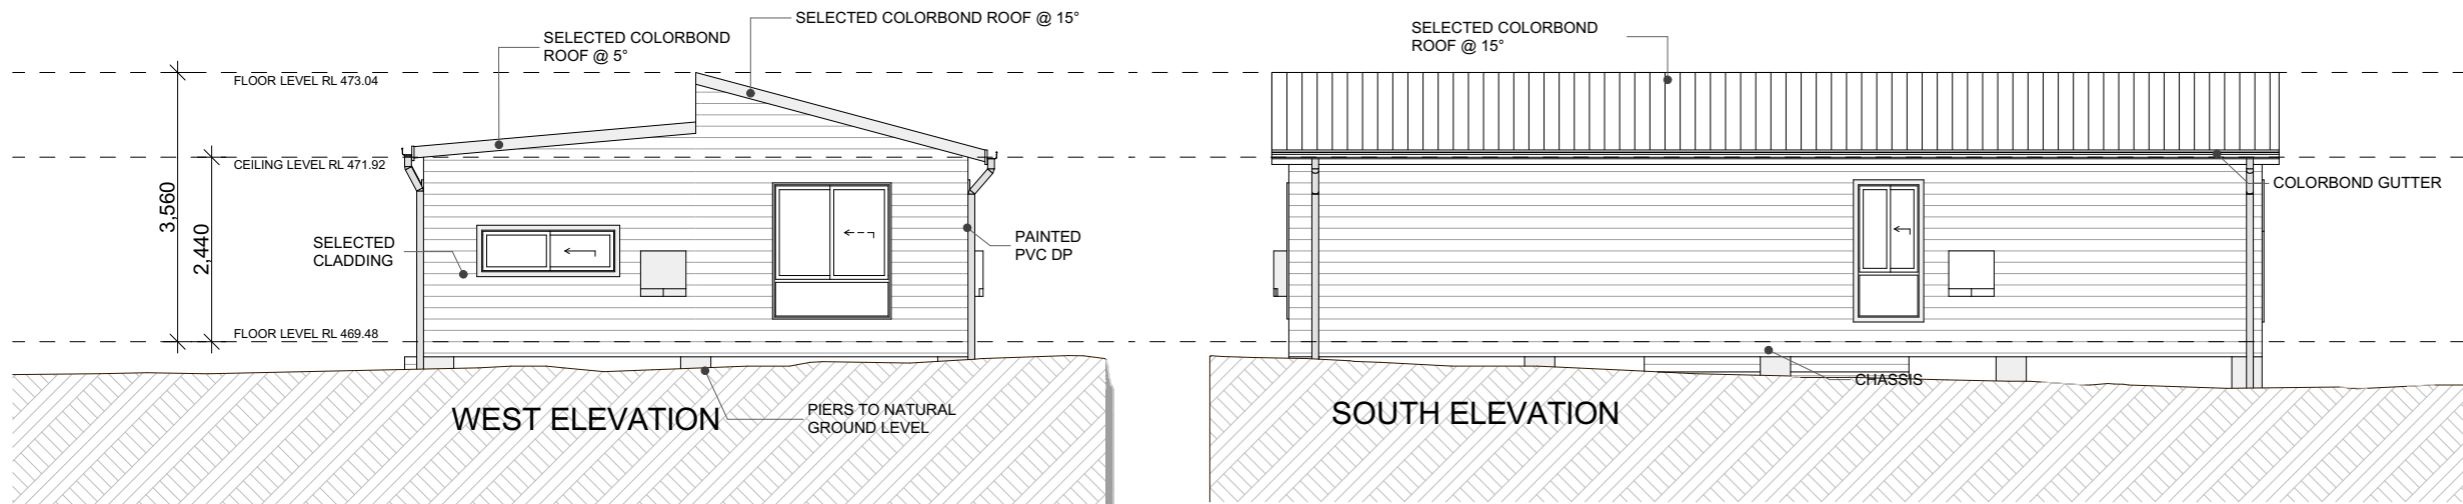 SELECTED COLORBOND ROOF @ 15°
SELECTED COLORBOND
ROOF @ 5°
FLOOR LEVEL RL 473.04
CEILING LEVEL RL 471.92
3,560
2,440
SELECTED
CLADDING
PAINTED
PVC DP
FLOOR LEVEL RL 469.48
WEST ELEVATION
PIERS TO NATURAL
GROUND LEVEL
SELECTED COLORBOND
ROOF @ 15°
COLORBOND GUTTER
CHASSIS
SOUTH ELEVATION